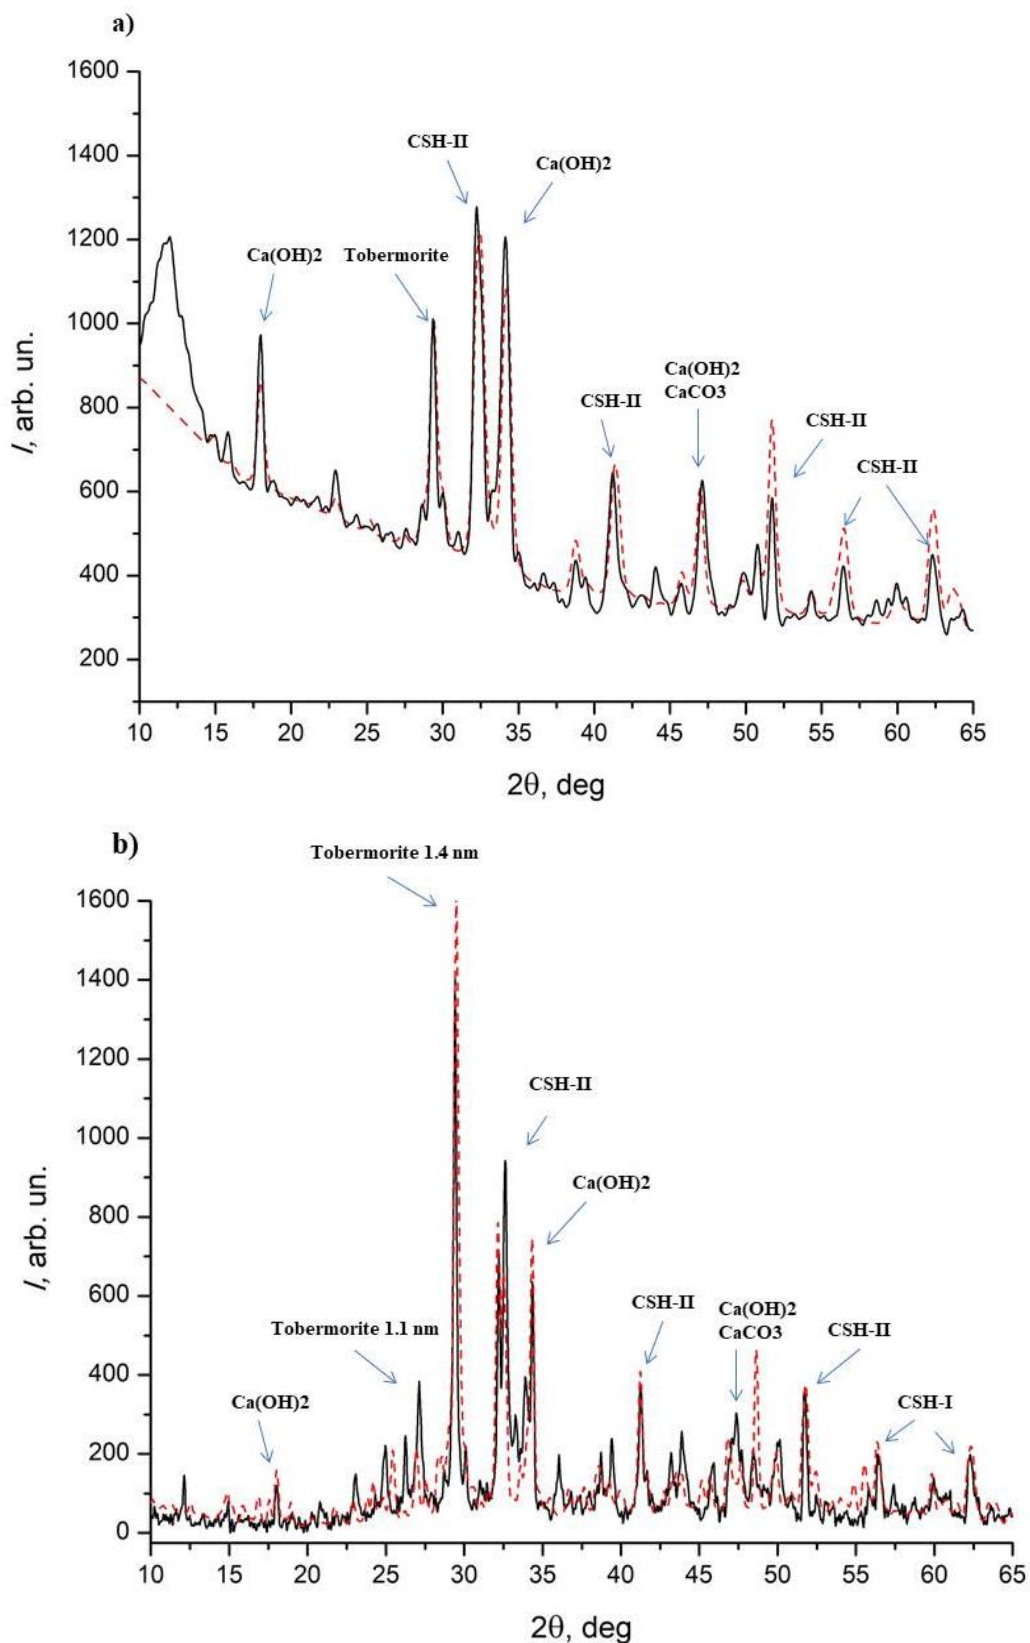 a)
1600
1400
1200
1000
800
600
400
200
I, arb. un.
CSH-II
Ca(OH)2
Ca(OH)2
Tobermorite
Ca(OH)2
CaCO3
CSH-II
CSH-II
CSH-II
10 15 20 25 30 35 40 45 50 55 60 65
2θ, deg
b)
Tobermorite 1.4 nm
1600
1400
1200
1000
800
600
400
200
0
I, arb. un.
CSH-II
Ca(OH)2
CSH-II
Ca(OH)2
CaCO3
CSH-II
Tobermorite 1.1 nm
Ca(OH)2
CSH-I
10 15 20 25 30 35 40 45 50 55 60 65
2θ, deg